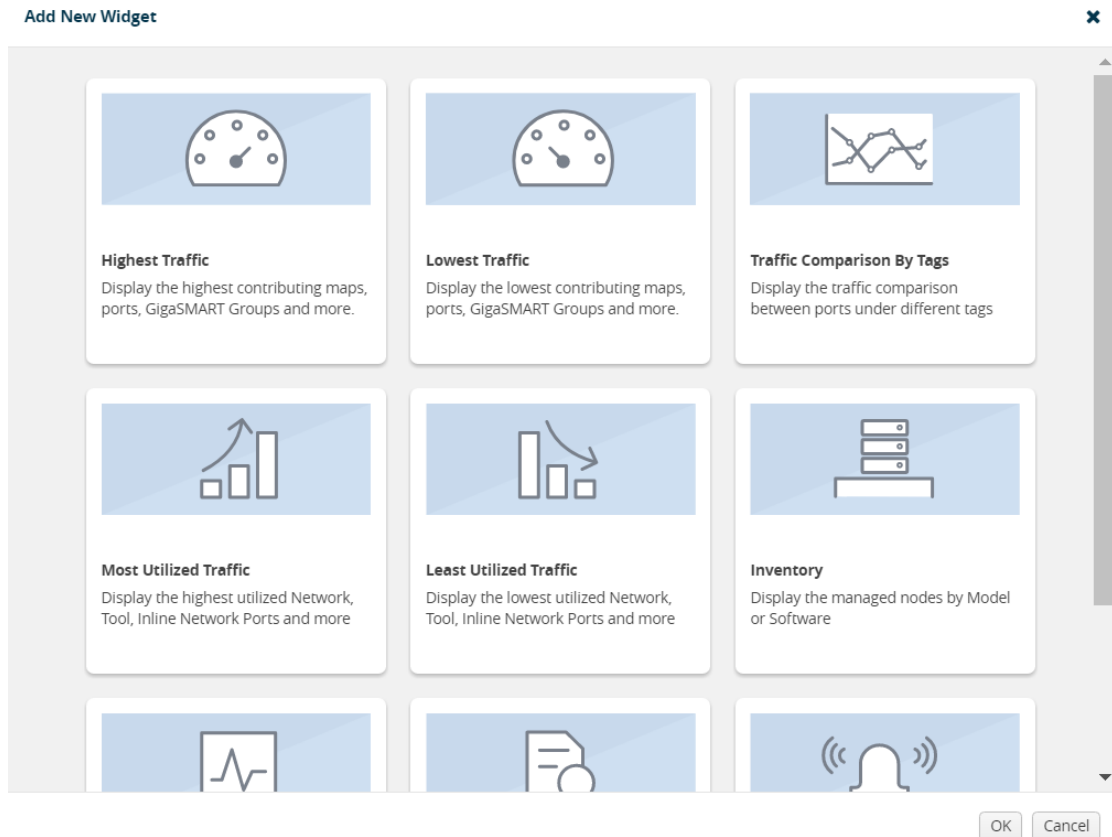 Add New Widget
Highest Traffic
Display the highest contributing maps,
ports, GigaSMART Groups and more.
Lowest Traffic
Display the lowest contributing maps,
ports, GigaSMART Groups and more.
Traffic Comparison By Tags
Display the traffic comparison
between ports under different tags
Most Utilized Traffic
Display the highest utilized Network,
Tool, Inline Network Ports and more
Least Utilized Traffic
Display the lowest utilized Network,
Tool, Inline Network Ports and more
Inventory
Display the managed nodes by Model
or Software
OK
Cancel